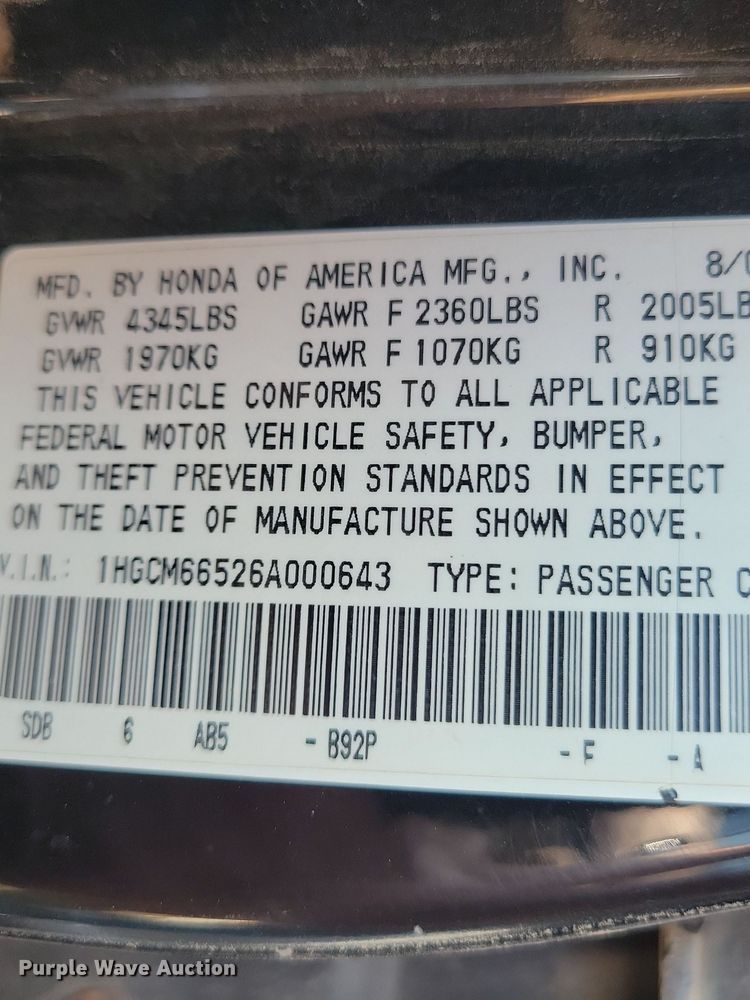 MFD. BY HONDA OF AMERICA MFG., INC. 8/0
GVWR 4345LBS GAWR F 2360LBS R 2005LB
GVWR 1970KG GAWR F 1070KG R 910KG
THIS VEHICLE CONFORMS TO ALL APPLICABLE
FEDERAL MOTOR VEHICLE SAFETY, BUMPER,
AND THEFT PREVENTION STANDARDS IN EFFECT
ON THE DATE OF MANUFACTURE SHOWN ABOVE.
V.I.N.: 1HGCM66526A000643 TYPE: PASSENGER C
SDB 6 AB5 - B92P - F - A
Purple Wave Auction